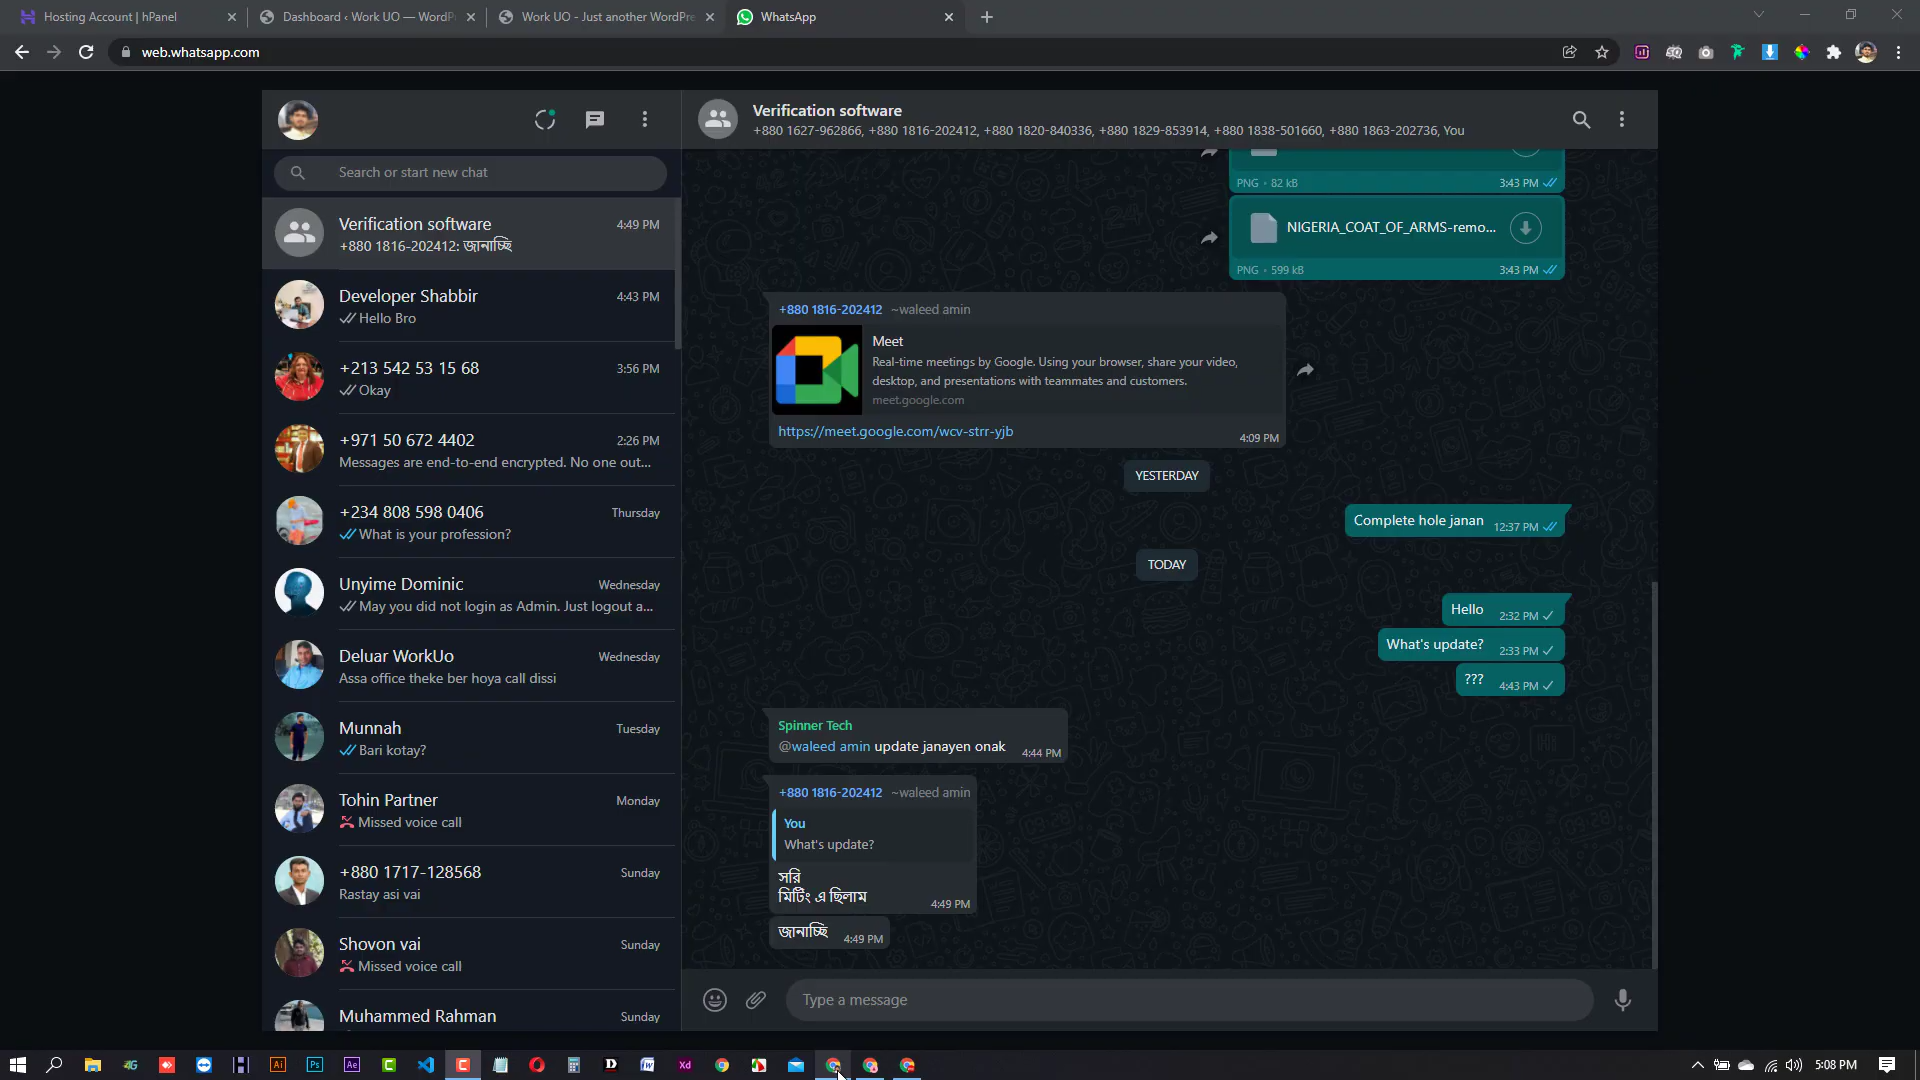 Hosting Account | hPanel
Dashboard ‹ Work UO — WordP
Work UO - Just another WordPre
WhatsApp
web.whatsapp.com
Search or start new chat
Verification software
4:49 PM
+880 1816-202412: জানাচ্ছি
Developer Shabbir
4:43 PM
Hello Bro
+213 542 53 15 68
3:56 PM
Okay
+971 50 672 4402
2:26 PM
Messages are end-to-end encrypted. No one out...
+234 808 598 0406
Thursday
What is your profession?
Unyime Dominic
Wednesday
May you did not login as Admin. Just logout a...
Deluar WorkUo
Wednesday
Assa office theke ber hoya call dissi
Munnah
Tuesday
Bari kotay?
Tohin Partner
Monday
Missed voice call
+880 1717-128568
Sunday
Rastay asi vai
Shovon vai
Sunday
Missed voice call
Muhammed Rahman
Sunday
Verification software
+880 1627-962866, +880 1816-202412, +880 1820-840336, +880 1829-853914, +880 1838-501660, +880 1863-202736, You
PNG • 82 kB
3:43 PM
NIGERIA_COAT_OF_ARMS-remo...
PNG • 599 kB
3:43 PM
+880 1816-202412 ~waleed amin
Meet
Real-time meetings by Google. Using your browser, share your video,
desktop, and presentations with teammates and customers.
meet.google.com
https://meet.google.com/wcv-strr-yjb
4:09 PM
YESTERDAY
Complete hole janan 12:37 PM
TODAY
Hello 2:32 PM
What's update? 2:33 PM
??? 4:43 PM
Spinner Tech
@waleed amin update janayen onak 4:44 PM
+880 1816-202412 ~waleed amin
You
What's update?
সরি
মিটিং এ ছিলাম
4:49 PM
জানাচ্ছি 4:49 PM
Type a message
4G
Ai
Ps
Ae
Xd
5:08 PM